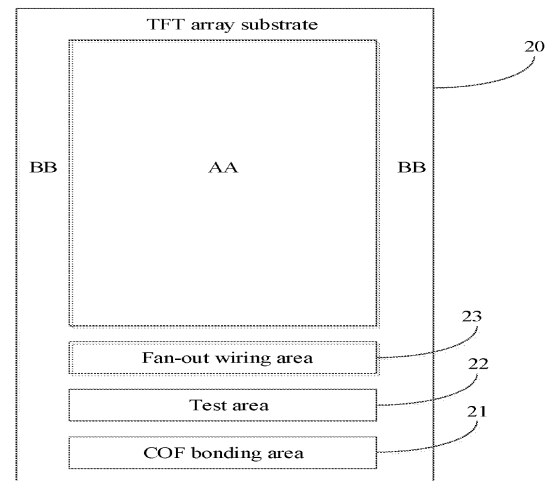 TFT array substrate
20
BB
AA
BB
23
Fan-out wiring area
22
Test area
21
COF bonding area